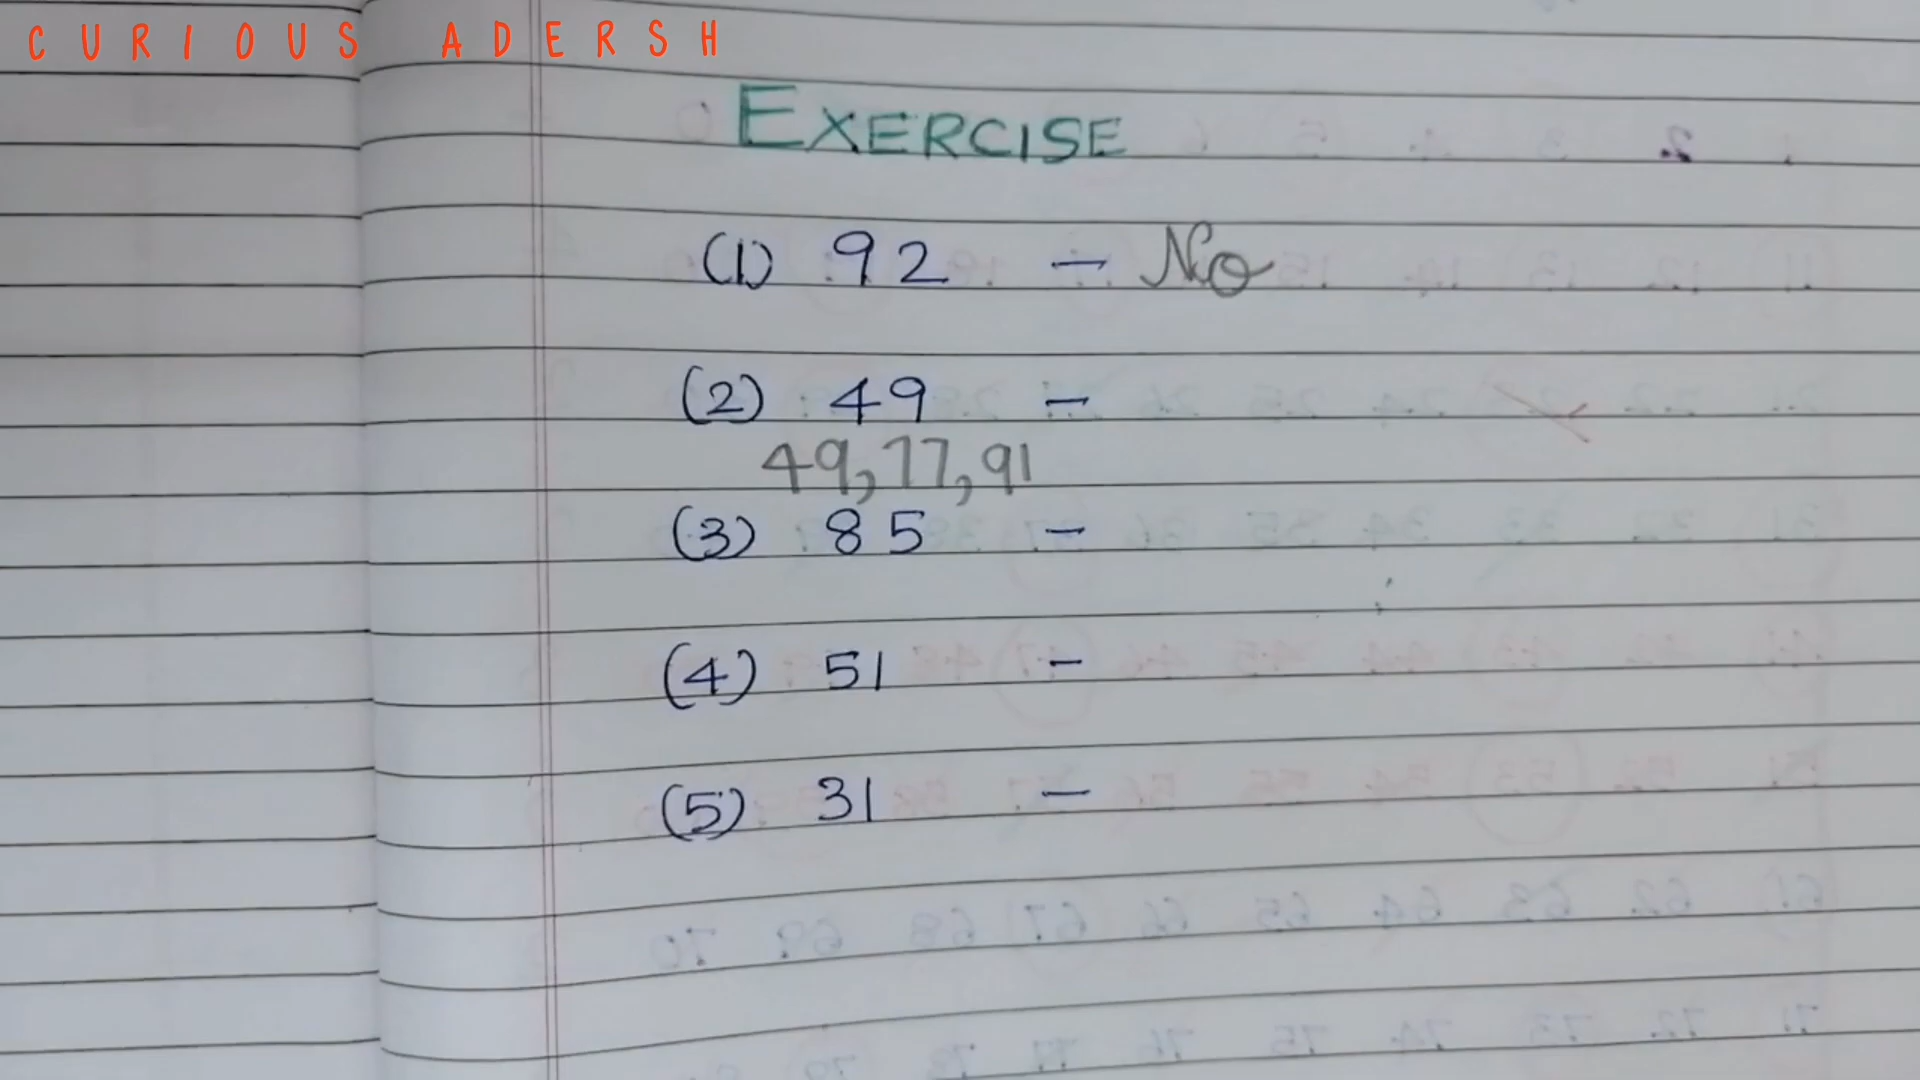 CURIOUS ADERSH
EXERCISE
(1) 92 - No
(2) 49 -
49, 77, 91
(3) 85 -
(4) 51 -
(5) 31 -